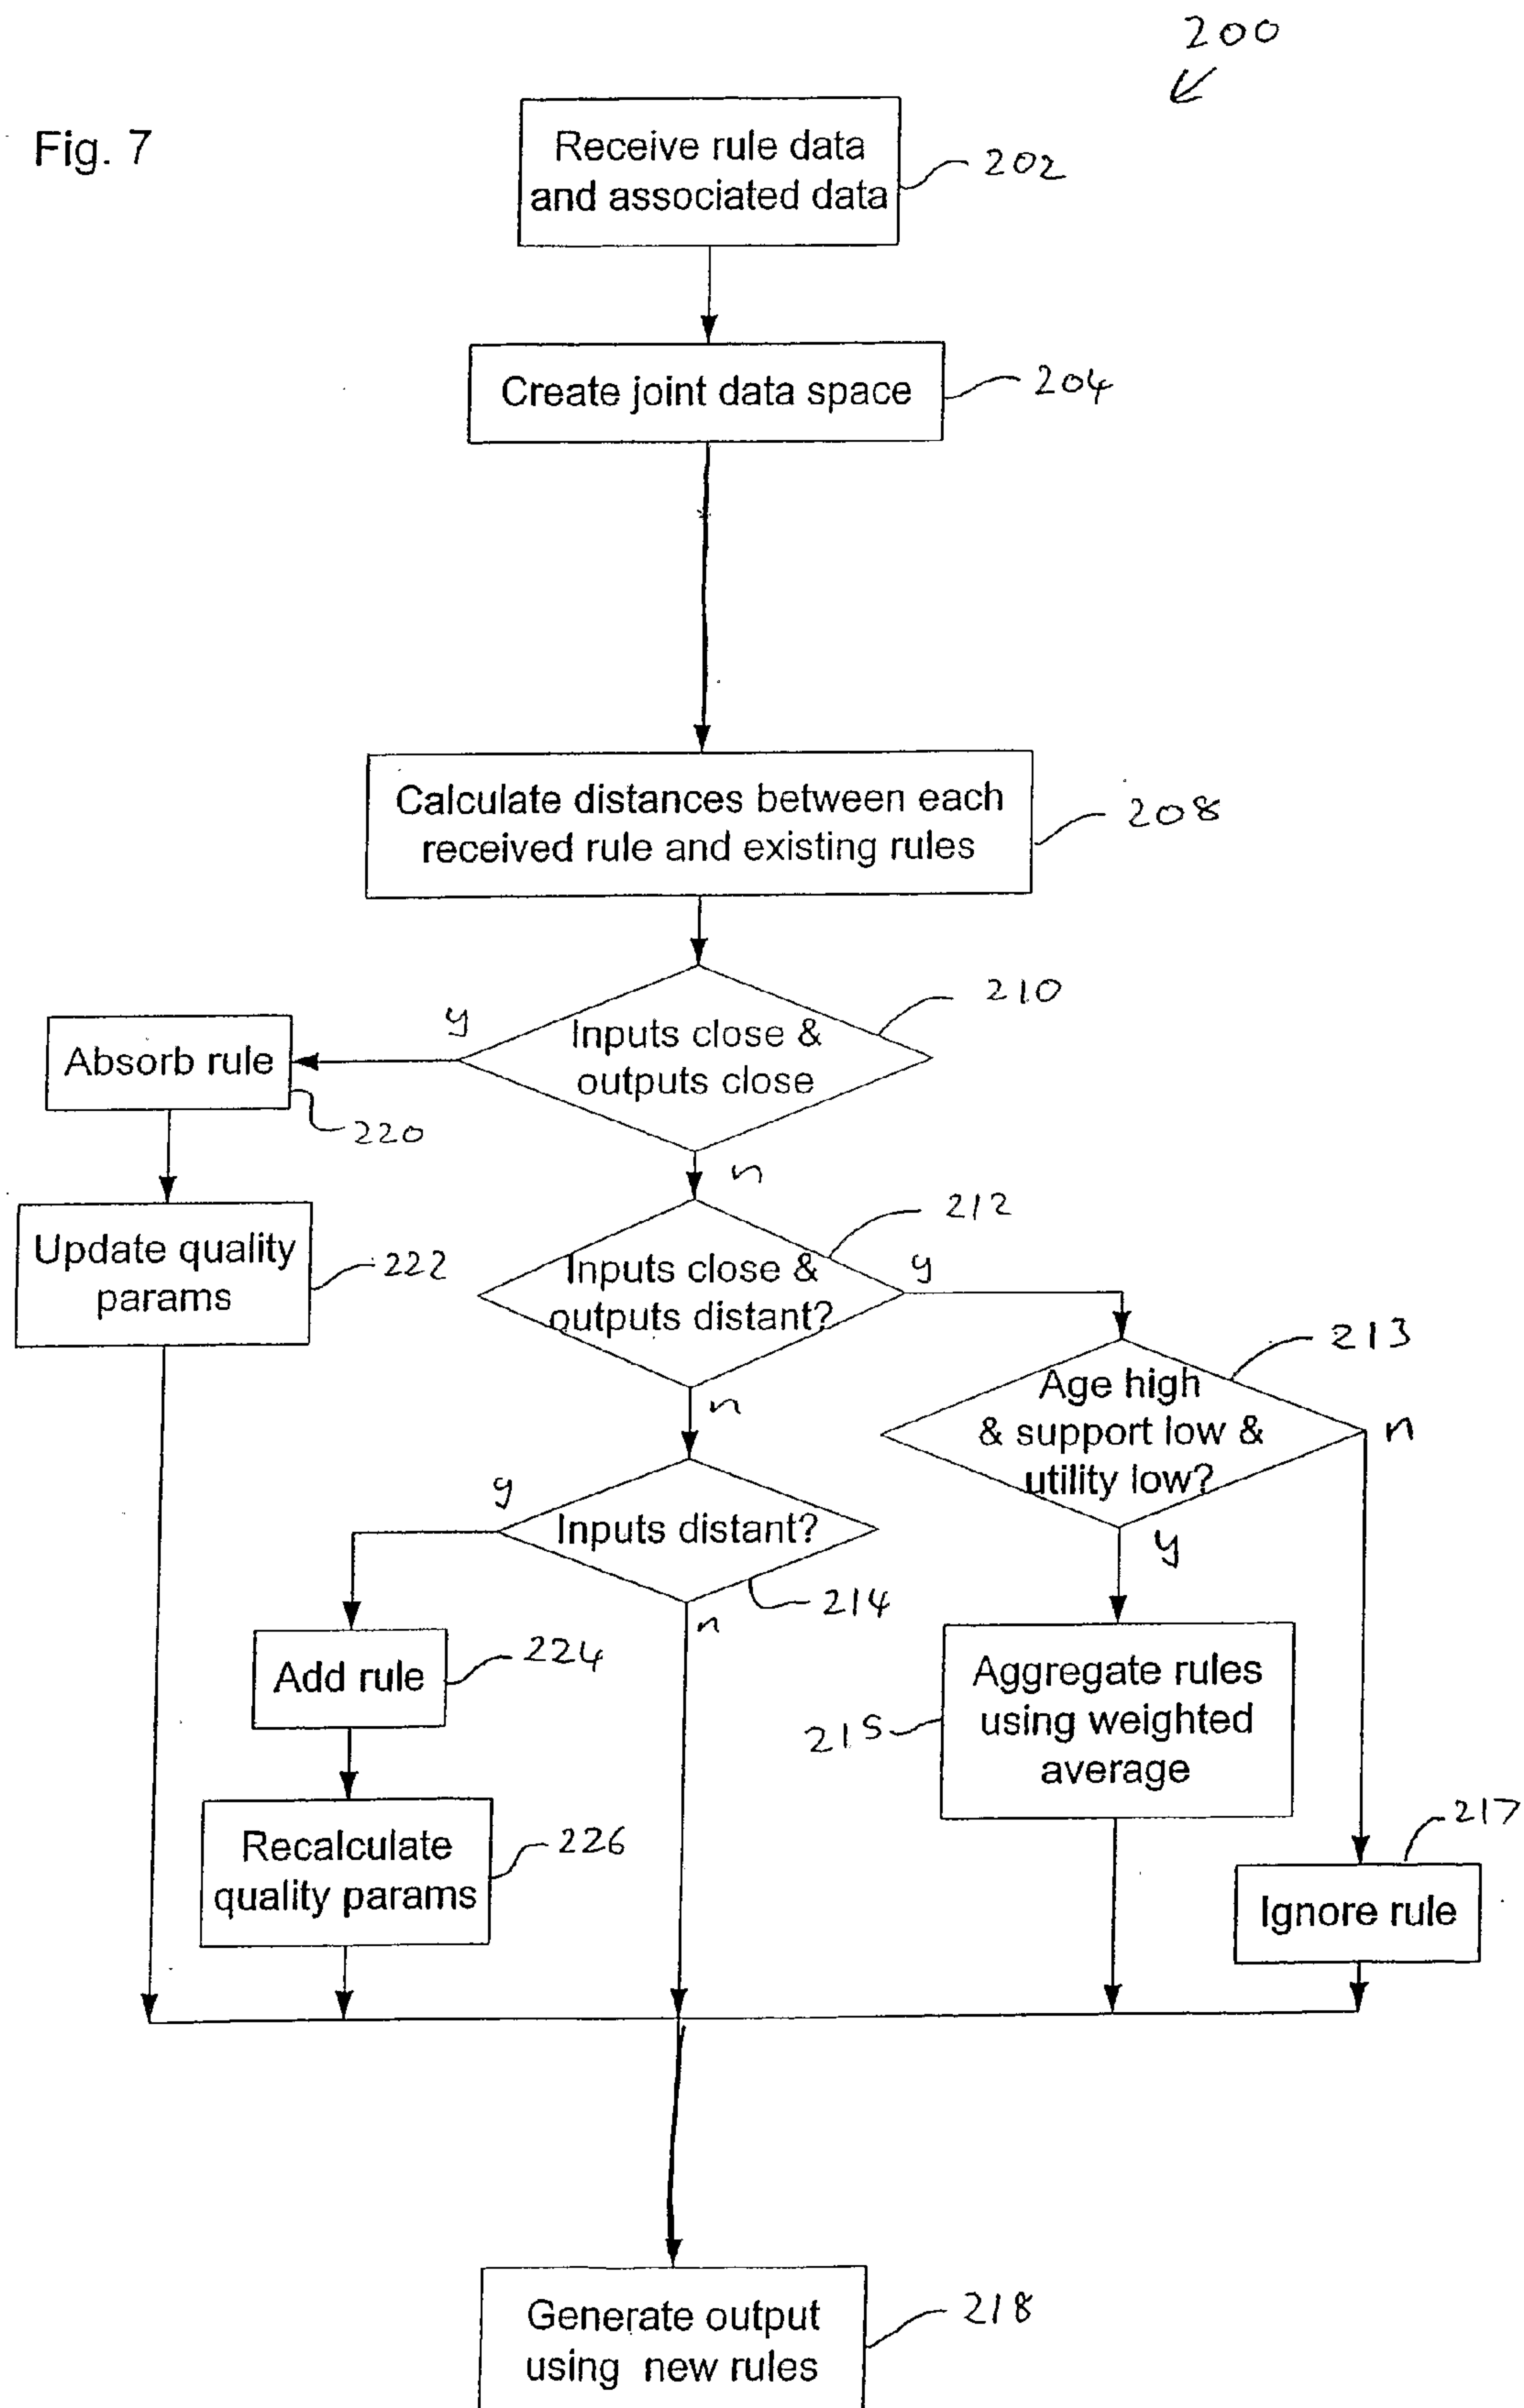 200
Fig. 7
Receive rule data
and associated data
202
Create joint data space
204
Calculate distances between each
received rule and existing rules
208
Inputs close &
outputs close
210
y
n
Absorb rule
220
Update quality
params
222
Inputs close &
outputs distant?
212
y
n
Age high
& support low &
utility low?
213
n
y
Inputs distant?
214
y
n
Add rule
224
Recalculate
quality params
226
Aggregate rules
using weighted
average
215
Ignore rule
217
Generate output
using new rules
218